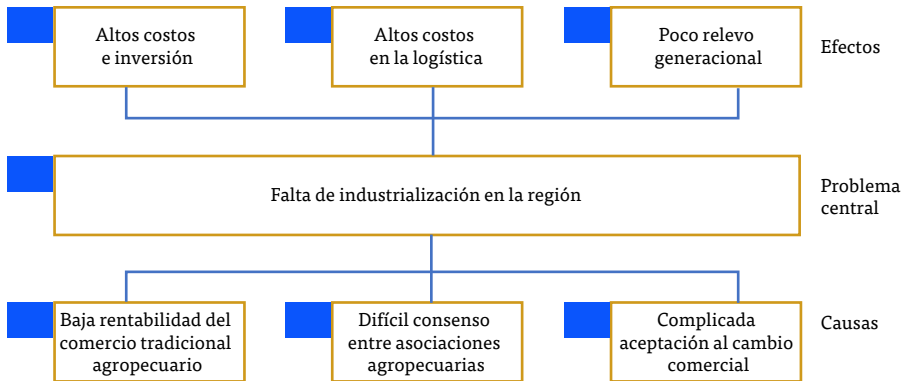 Altos costos
e inversión
Altos costos
en la logística
Poco relevo
generacional
Efectos
Falta de industrialización en la región
Problema
central
Baja rentabilidad del
comercio tradicional
agropecuario
Difícil consenso
entre asociaciones
agropecuarias
Complicada
aceptación al cambio
comercial
Causas